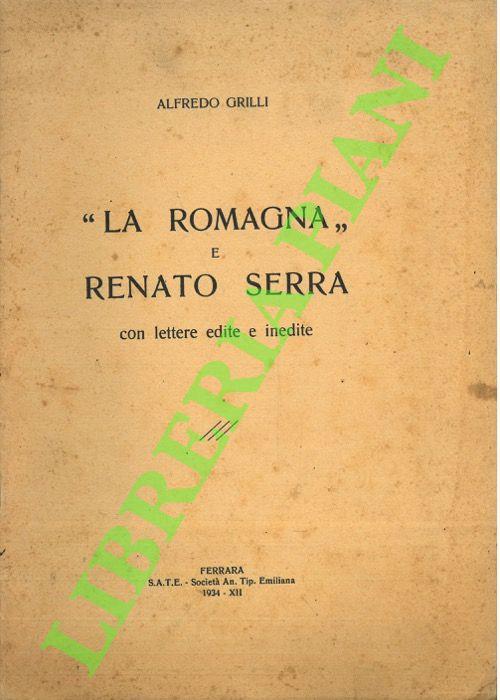 ALFREDO GRILLI
“LA ROMAGNA„
E
RENATO SERRA
con lettere edite e inedite
FERRARA
S.A.T.E. - Società An. Tip. Emiliana
1934 - XII
LIBRERIA PIANI